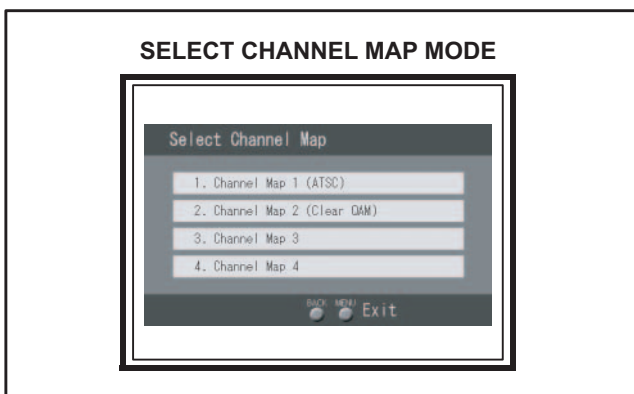 SELECT CHANNEL MAP MODE
Select Channel Map
1. Channel Map 1 (ATSC)
2. Channel Map 2 (Clear QAM)
3. Channel Map 3
4. Channel Map 4
BACK MENU Exit